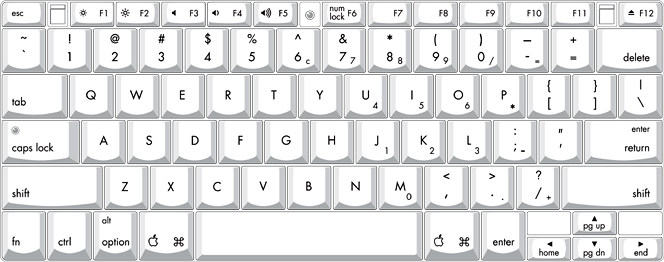 esc F1 F2 F3 F4 F5 num lock F6 F7 F8 F9 F10 F11 F12
~ ` ! 1 @ 2 # 3 $ 4 % 5 ^ 6 c & 7 7 * 8 8 ( 9 9 ) 0 / – - = + = delete
tab Q W E R T Y U 4 I 5 O 6 P * { [ } ] | \
caps lock A S D F G H J 1 K 2 L 3 : ; - " ' enter return
shift Z X C V B N M 0 < , > . . ? / + shift
fn ctrl alt option ⌘ ⌘ enter ▲ pg up
◄ home ▼ pg dn ► end